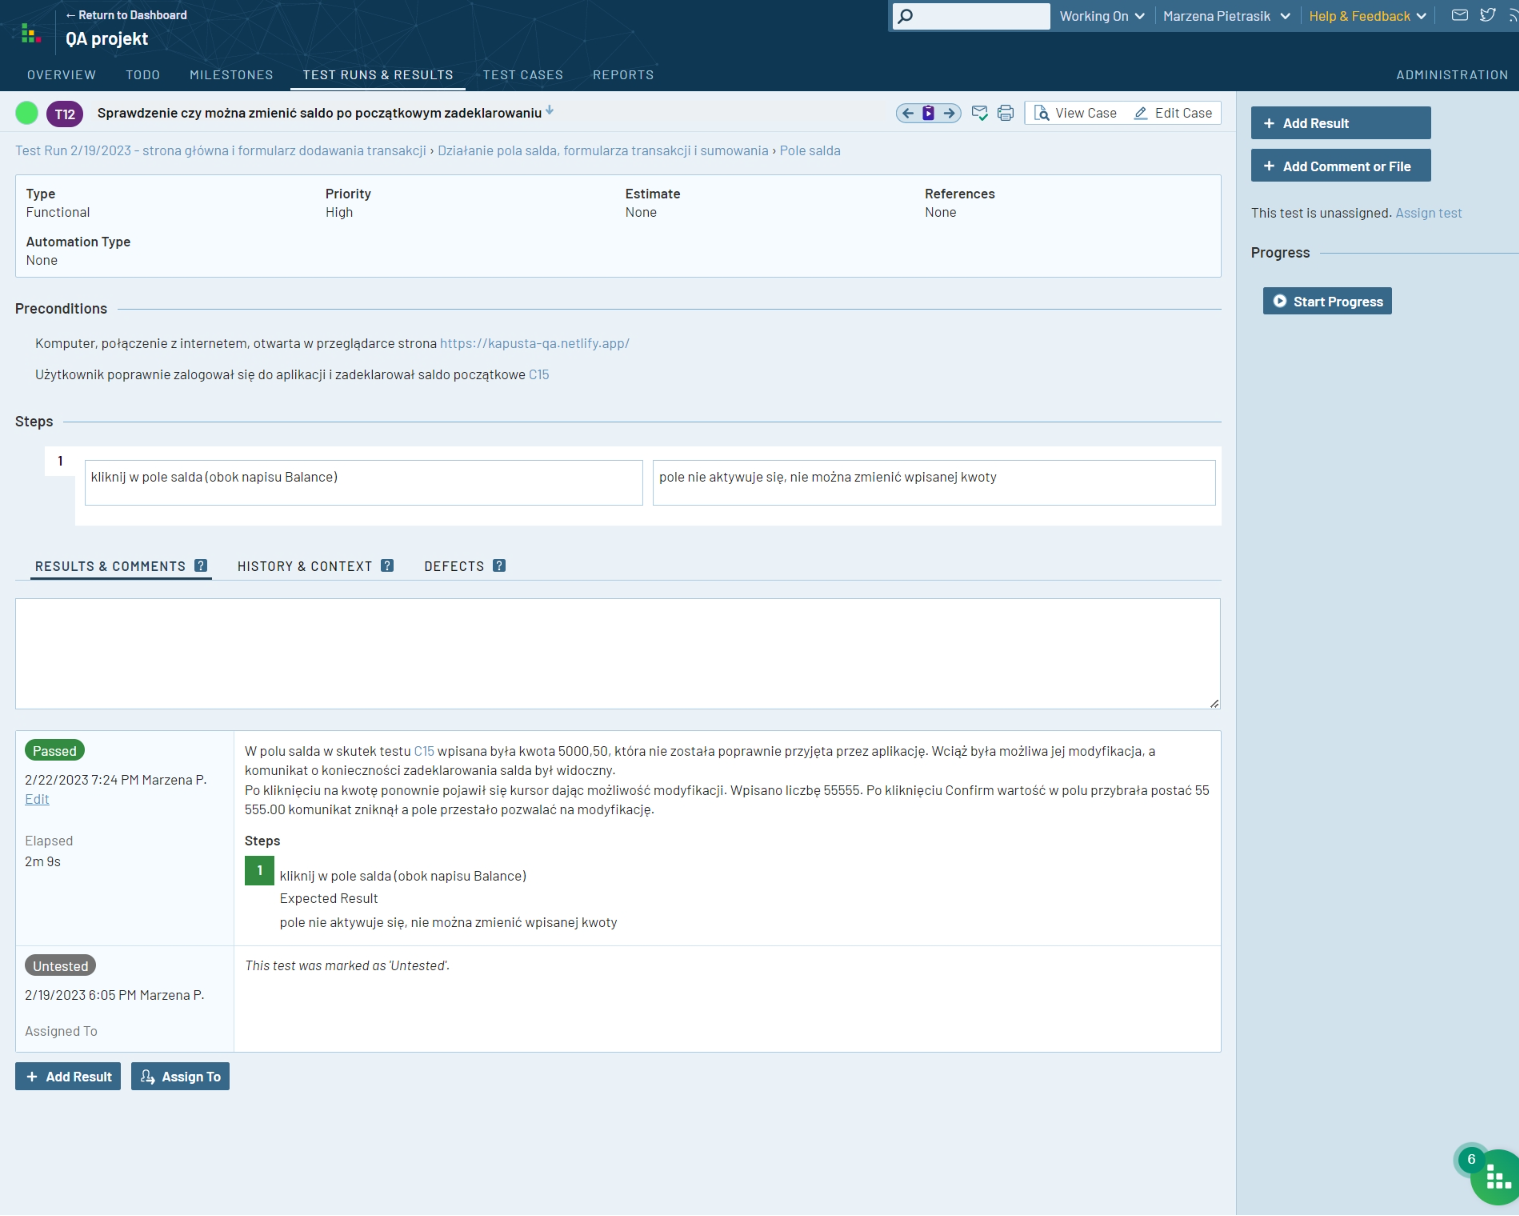 ← Return to Dashboard
QA projekt
Working On
Marzena Pietrasik
Help & Feedback
OVERVIEW
TODO
MILESTONES
TEST RUNS & RESULTS
TEST CASES
REPORTS
ADMINISTRATION
T12
Sprawdzenie czy można zmienić saldo po początkowym zadeklarowaniu
View Case
Edit Case
Test Run 2/19/2023 - strona główna i formularz dodawania transakcji › Działanie pola salda, formularza transakcji i sumowania › Pole salda
Type
Functional
Priority
High
Estimate
None
References
None
Automation Type
None
Preconditions
Komputer, połączenie z internetem, otwarta w przeglądarce strona https://kapusta-qa.netlify.app/
Użytkownik poprawnie zalogował się do aplikacji i zadeklarował saldo początkowe C15
Steps
1
kliknij w pole salda (obok napisu Balance)
pole nie aktywuje się, nie można zmienić wpisanej kwoty
RESULTS & COMMENTS ?
HISTORY & CONTEXT ?
DEFECTS ?
Passed
2/22/2023 7:24 PM Marzena P.
Edit
Elapsed
2m 9s
W polu salda w skutek testu C15 wpisana była kwota 5000,50, która nie została poprawnie przyjęta przez aplikację. Wciąż była możliwa jej modyfikacja, a
komunikat o konieczności zadeklarowania salda był widoczny.
Po kliknięciu na kwotę ponownie pojawił się kursor dając możliwość modyfikacji. Wpisano liczbę 55555. Po kliknięciu Confirm wartość w polu przybrała postać 55
555.00 komunikat zniknął a pole przestało pozwalać na modyfikację.
Steps
1
kliknij w pole salda (obok napisu Balance)
Expected Result
pole nie aktywuje się, nie można zmienić wpisanej kwoty
Untested
2/19/2023 6:05 PM Marzena P.
Assigned To
This test was marked as 'Untested'.
+ Add Result
Assign To
+ Add Result
+ Add Comment or File
This test is unassigned. Assign test
Progress
Start Progress
6